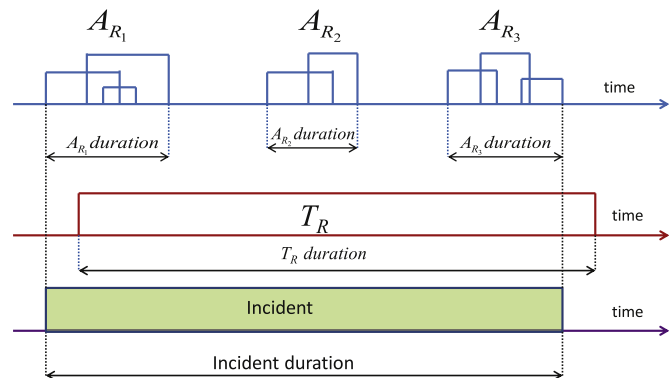 A_{R_1} A_{R_2} A_{R_3}
time
A_{R_1} duration A_{R_2} duration A_{R_3} duration
T_R time
T_R duration
Incident time
Incident duration